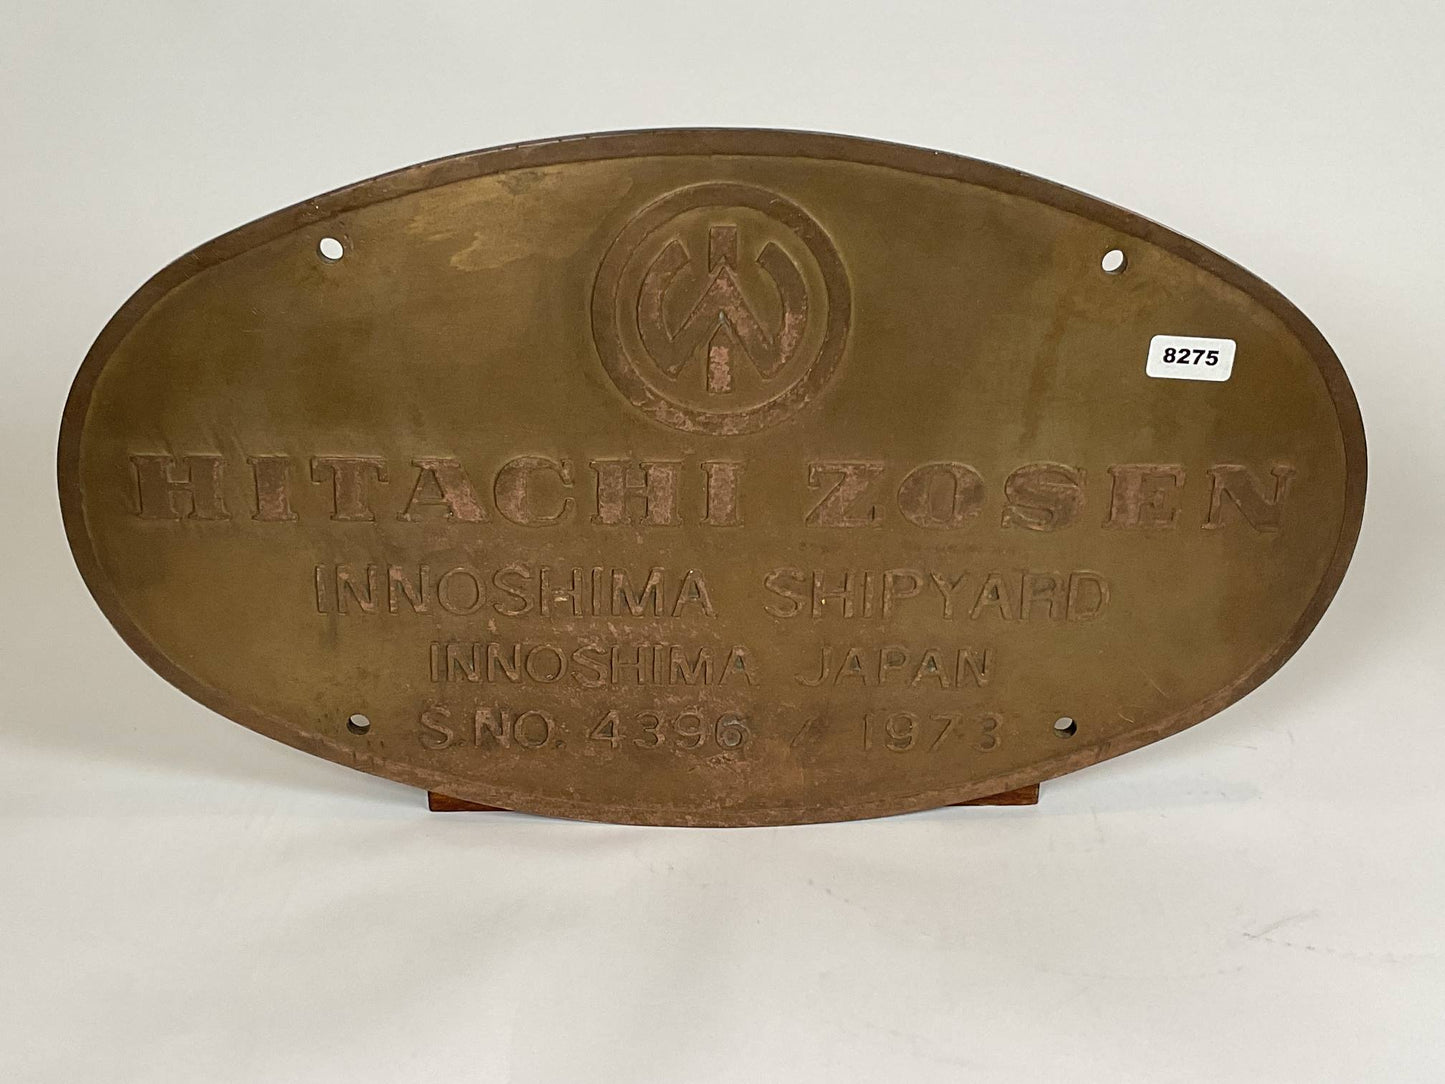 8275
HITACHI ZOSEN
INNOSHIMA SHIPYARD
INNOSHIMA JAPAN
S.NO. 4396 / 1973